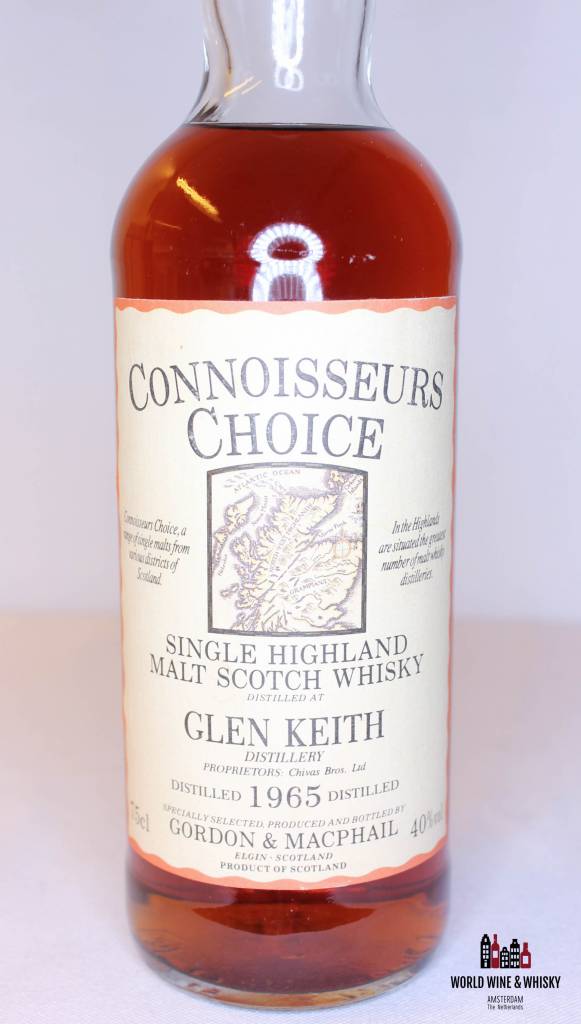 CONNOISSEURS
CHOICE
ATLANTIC OCEAN
GRAMPIANS
Connoisseurs Choice, a
range of single malts from
various districts of
Scotland.
In the Highlands
are situated the greatest
number of malt whisky
distilleries.
SINGLE HIGHLAND
MALT SCOTCH WHISKY
DISTILLED AT
GLEN KEITH
DISTILLERY
PROPRIETORS: Chivas Bros. Ltd
DISTILLED 1965 DISTILLED
75cl
SPECIALLY SELECTED, PRODUCED AND BOTTLED BY
GORDON & MACPHAIL
40%vol
ELGIN - SCOTLAND
PRODUCT OF SCOTLAND
WORLD WINE & WHISKY
AMSTERDAM
The Netherlands